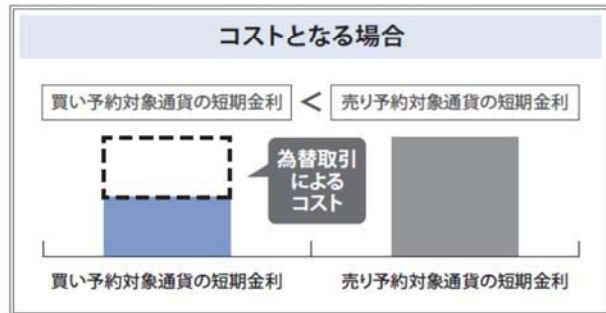 コストとなる場合
買い予約対象通貨の短期金利 < 売り予約対象通貨の短期金利
為替取引
による
コスト
買い予約対象通貨の短期金利 売り予約対象通貨の短期金利